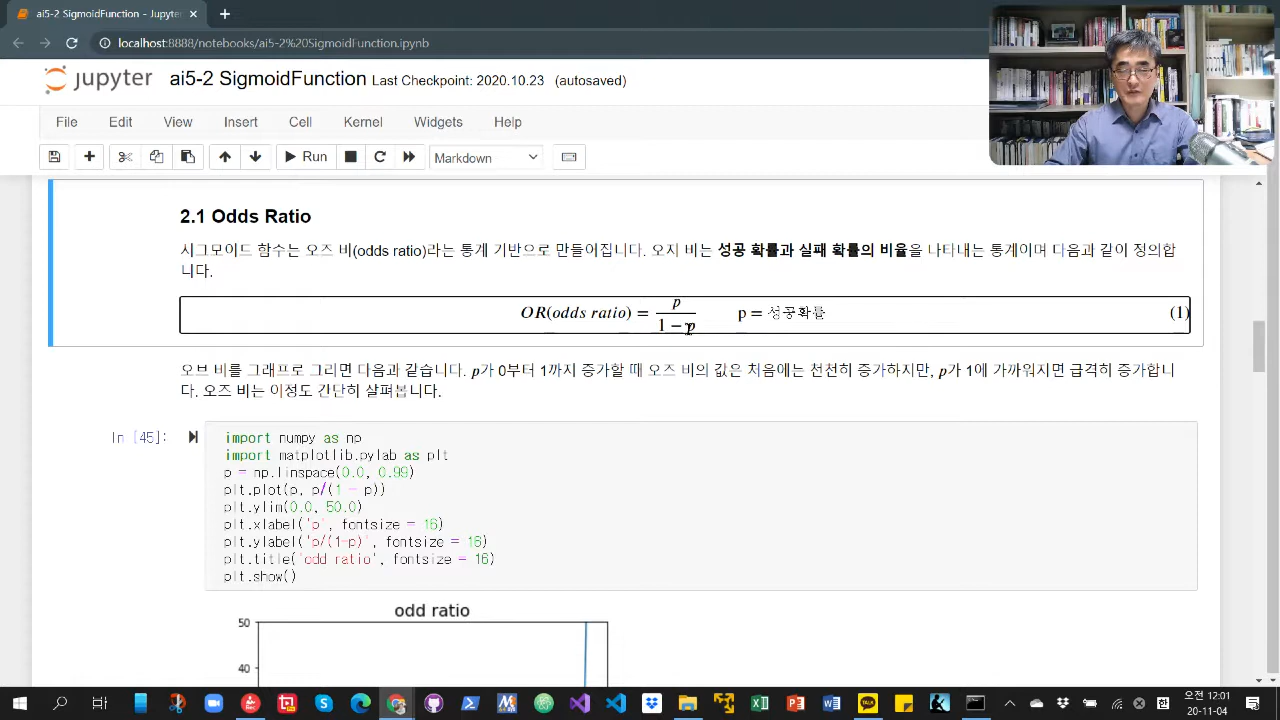 ai5-2 SigmoidFunction - Jupyter
localhost:8888/notebooks/ai5-2%20SigmoidFunction.ipynb
jupyter ai5-2 SigmoidFunction Last Checkpoint: 2020.10.23 (autosaved)
File Edit View Insert Cell Kernel Widgets Help
Run Markdown
2.1 Odds Ratio
시그모이드 함수는 오즈 비(odds ratio)라는 통계 기반으로 만들어집니다. 오지 비는 성공 확률과 실패 확률의 비율을 나타내는 통계이며 다음과 같이 정의합
니다.
OR(odds ratio) = p / (1 − p) p = 성공확률 (1)
오브 비를 그래프로 그리면 다음과 같습니다. p가 0부터 1까지 증가할 때 오즈 비의 값은 처음에는 천천히 증가하지만, p가 1에 가까워지면 급격히 증가합니
다. 오즈 비는 이정도 간단히 살펴봅니다.
In [45]:
import numpy as np
import matplotlib.pylab as plt
p = np.linspace(0.0, 0.99)
plt.plot(p, p/(1 - p))
plt.ylim(0.0, 50.0)
plt.xlabel('p', fontsize = 16)
plt.ylabel('p/(1-p)', fontsize = 16)
plt.title('odd ratio', fontsize = 16)
plt.show()
odd ratio
50
40
오전 12:01
20-11-04